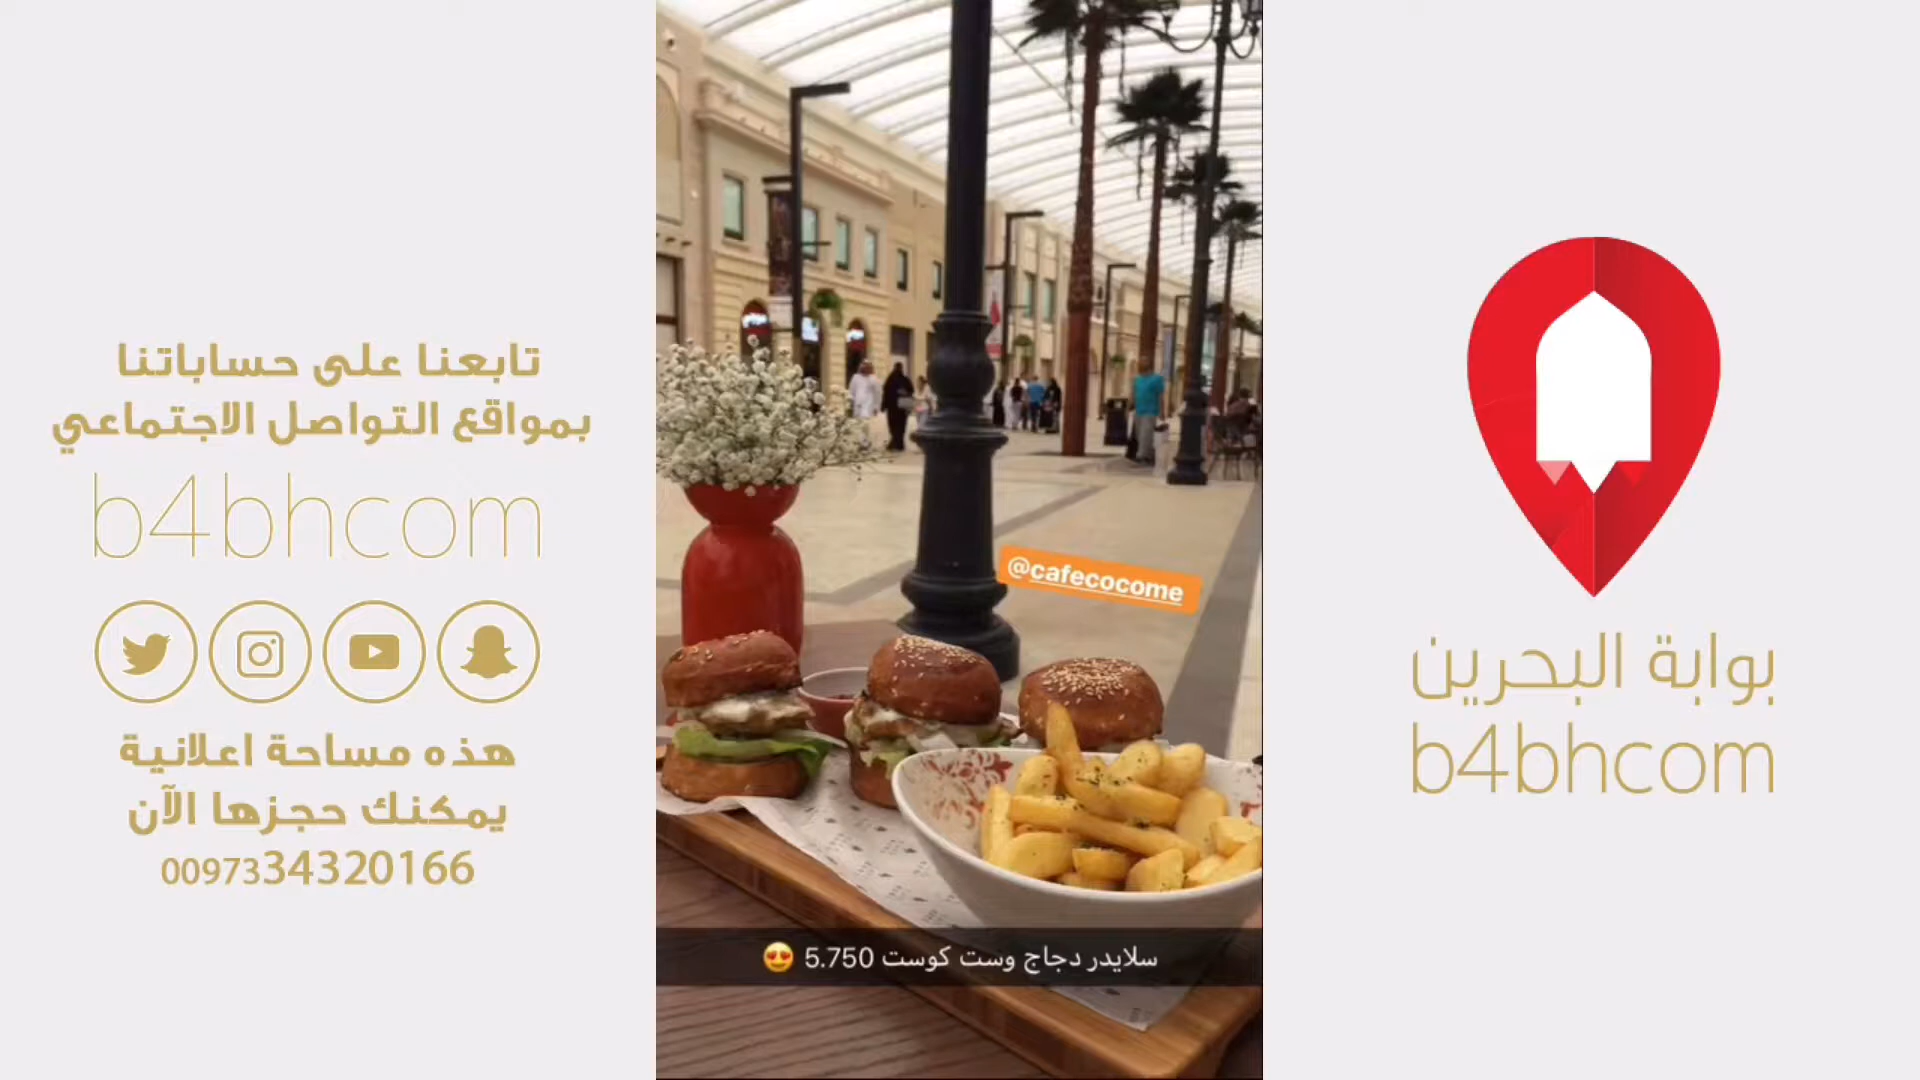 تابعنا على حساباتنا
بمواقع التواصل الاجتماعي
b4bhcom
هذه مساحة اعلانية
يمكنك حجزها الآن
0097334320166
@cafecocome
سلايدر دجاج وست كوست 5.750 😍
بوابة البحرين
b4bhcom